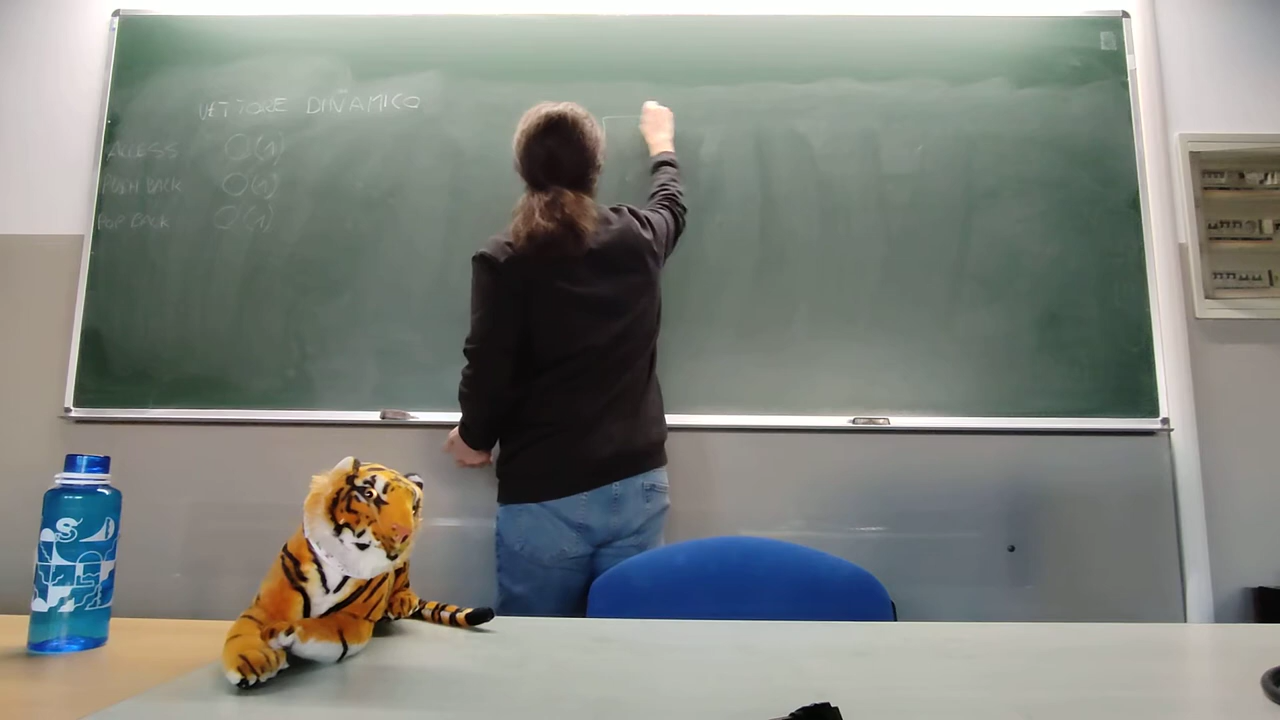 VETTORE DINAMICO
ACCESS O(1)
PUSH BACK O(1)
POP BACK O(1)